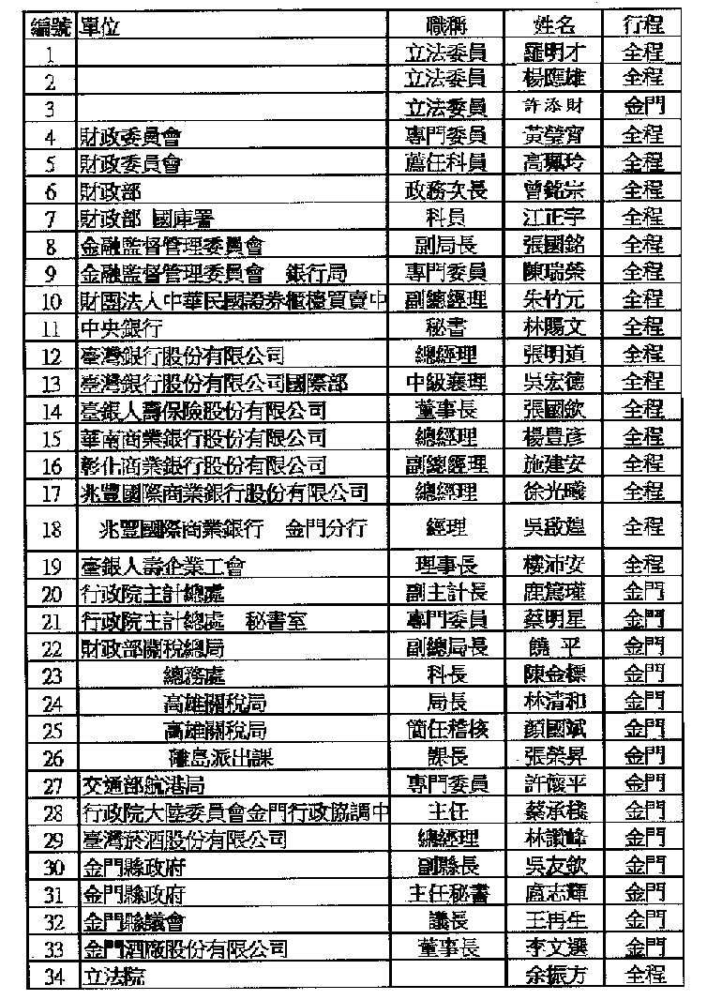 編號 單位 職稱 姓名 行程
1 立法委員 羅明才 全程
2 立法委員 楊應雄 全程
3 立法委員 許添財 金門
4 財政委員會 專門委員 黃瑩宵 全程
5 財政委員會 薦任科員 高珮玲 全程
6 財政部 政務次長 曾銘宗 全程
7 財政部 國庫署 科員 江正宇 全程
8 金融監督管理委員會 副局長 張國銘 全程
9 金融監督管理委員會 銀行局 專門委員 陳瑞榮 全程
10 財團法人中華民國證券櫃檯買賣中 副總經理 朱竹元 全程
11 中央銀行 秘書 林賜文 全程
12 臺灣銀行股份有限公司 總經理 張明道 全程
13 臺灣銀行股份有限公司國際部 中級襄理 吳宏德 全程
14 臺銀人壽保險股份有限公司 董事長 張國欽 全程
15 華南商業銀行股份有限公司 總經理 楊豊彥 全程
16 彰化商業銀行股份有限公司 副總經理 施建安 全程
17 兆豐國際商業銀行股份有限公司 總經理 徐光曦 全程
18 兆豐國際商業銀行 金門分行 經理 吳啟煌 全程
19 臺銀人壽企業工會 理事長 樓沛安 全程
20 行政院主計總處 副主計長 鹿篤瑾 金門
21 行政院主計總處 秘書室 專門委員 蔡明星 金門
22 財政部關稅總局 副總局長 饒 平 金門
23 總務處 科長 陳金標 金門
24 高雄關稅局 局長 林清和 金門
25 高雄關稅局 簡任稽核 顏國斌 金門
26 離島派出課 課長 張榮昇 金門
27 交通部航港局 專門委員 許懷平 金門
28 行政院大陸委員會金門行政協調中 主任 蔡承棧 金門
29 臺灣菸酒股份有限公司 總經理 林讚峰 金門
30 金門縣政府 副縣長 吳友欽 金門
31 金門縣政府 主任秘書 盧志輝 金門
32 金門縣議會 議長 王再生 金門
33 金門酒廠股份有限公司 董事長 李文選 金門
34 立法院 余振方 全程